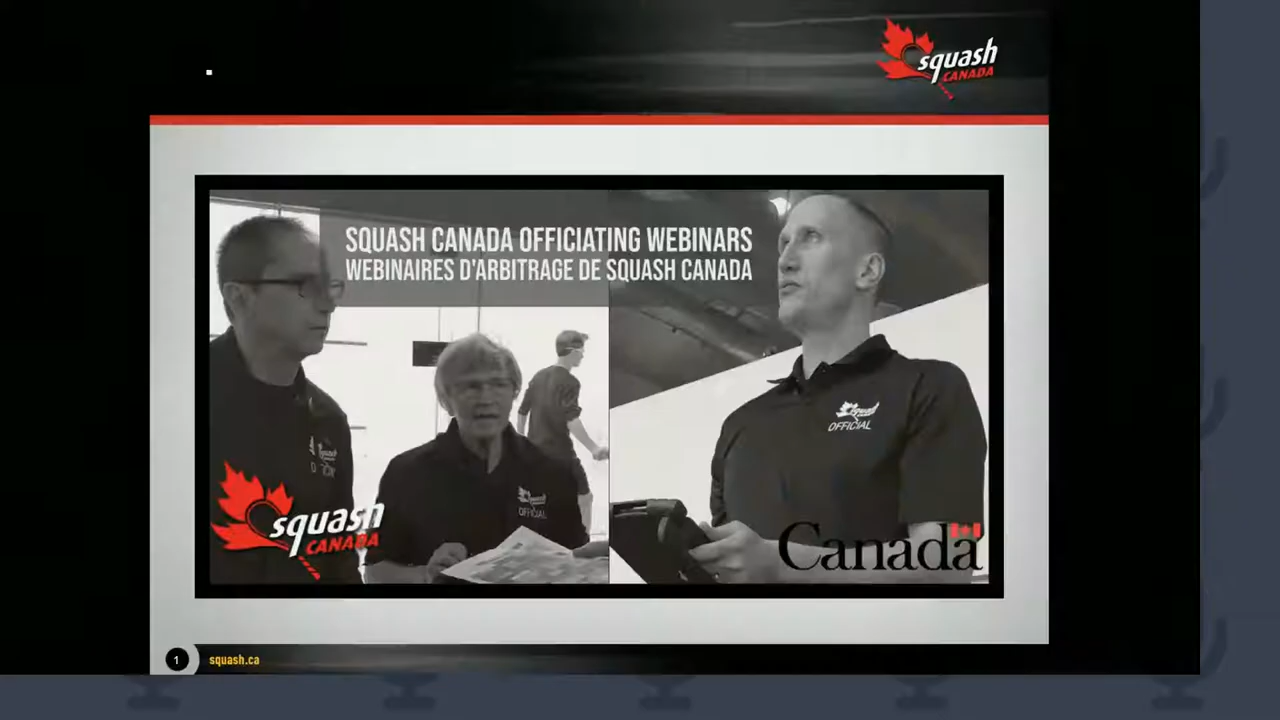 squash
CANADA
SQUASH CANADA OFFICIATING WEBINARS
WEBINAIRES D'ARBITRAGE DE SQUASH CANADA
squash
OFFICIAL
OFFICIAL
squash
CANADA
Canada
1
squash.ca